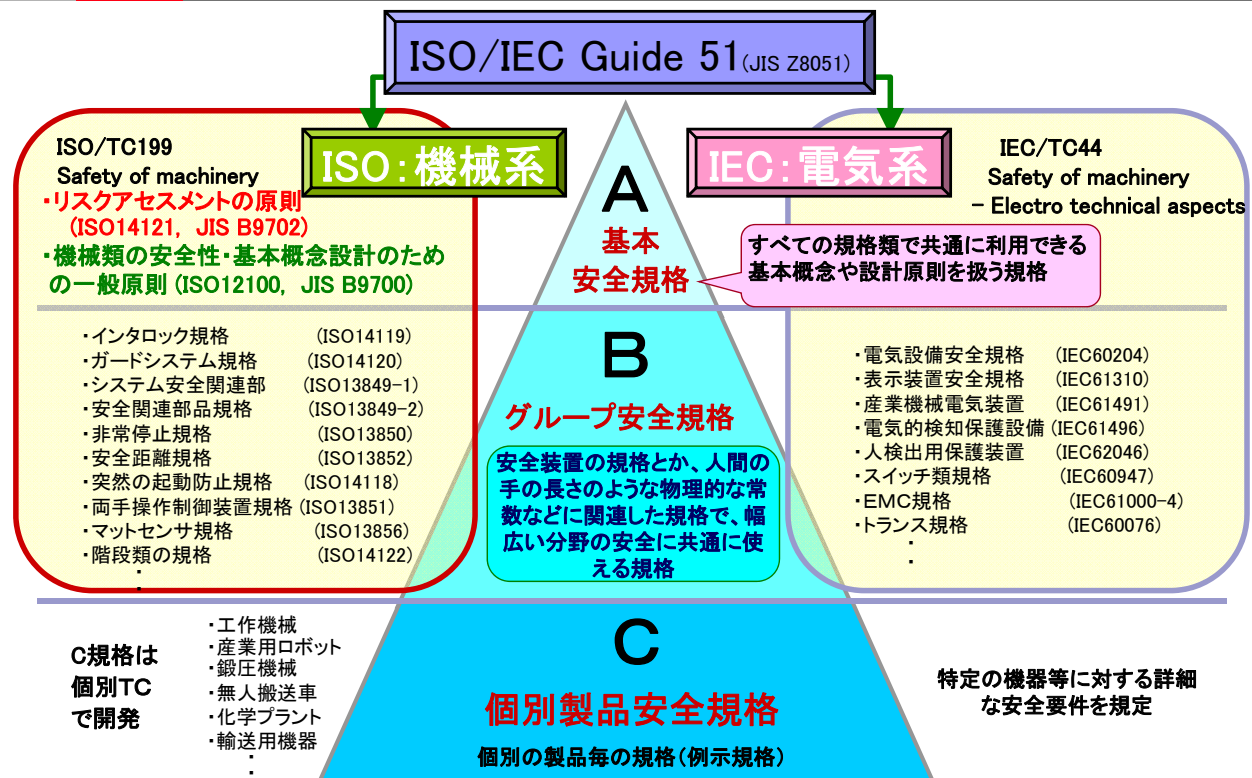 ISO/IEC Guide 51(JIS Z8051)
ISO/TC199
Safety of machinery
ISO：機械系
・リスクアセスメントの原則
(ISO14121, JIS B9702)
・機械類の安全性・基本概念設計のため
の一般原則 (ISO12100, JIS B9700)
IEC：電気系
IEC/TC44
Safety of machinery
- Electro technical aspects
A
基本
安全規格
すべての規格類で共通に利用できる
基本概念や設計原則を扱う規格
・インタロック規格 (ISO14119)
・ガードシステム規格 (ISO14120)
・システム安全関連部 (ISO13849-1)
・安全関連部品規格 (ISO13849-2)
・非常停止規格 (ISO13850)
・安全距離規格 (ISO13852)
・突然の起動防止規格 (ISO14118)
・両手操作制御装置規格 (ISO13851)
・マットセンサ規格 (ISO13856)
・階段類の規格 (ISO14122)
・
・
B
グループ安全規格
安全装置の規格とか、人間の
手の長さのような物理的な常
数などに関連した規格で、幅
広い分野の安全に共通に使
える規格
・電気設備安全規格 (IEC60204)
・表示装置安全規格 (IEC61310)
・産業機械電気装置 (IEC61491)
・電気的検知保護設備 (IEC61496)
・人検出用保護装置 (IEC62046)
・スイッチ類規格 (IEC60947)
・EMC規格 (IEC61000-4)
・トランス規格 (IEC60076)
・
・
C規格は
個別TC
で開発
・工作機械
・産業用ロボット
・鍛圧機械
・無人搬送車
・化学プラント
・輸送用機器
・
・
C
個別製品安全規格
個別の製品毎の規格（例示規格）
特定の機器等に対する詳細
な安全要件を規定